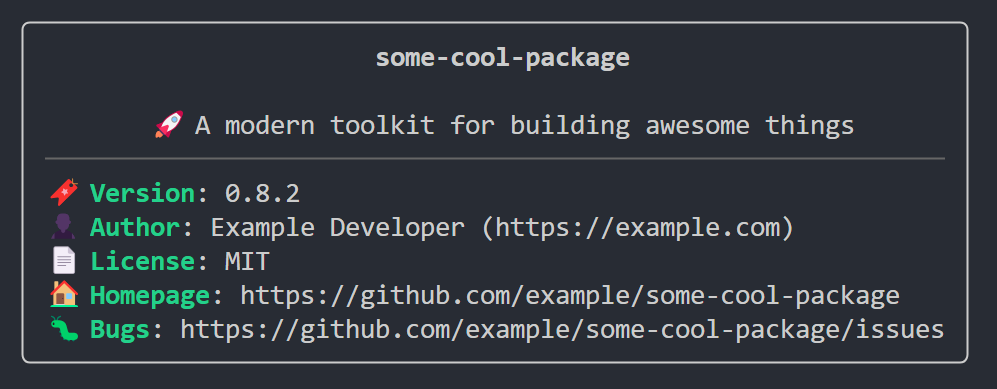 some-cool-package
🚀 A modern toolkit for building awesome things
🔖 Version: 0.8.2
👤 Author: Example Developer (https://example.com)
📄 License: MIT
🏠 Homepage: https://github.com/example/some-cool-package
🐛 Bugs: https://github.com/example/some-cool-package/issues